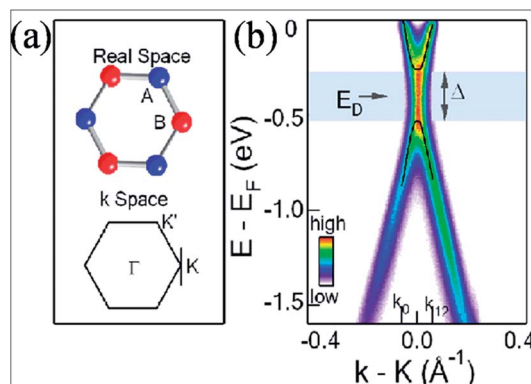 (a)
Real Space
A
B
k Space
K'
Γ
K
(b)
E - E_F (eV)
0
-0.5
-1.0
-1.5
E_D
Δ
high
low
k_0
k_12
-0.4
0.0
0.4
k - K (Å⁻¹)